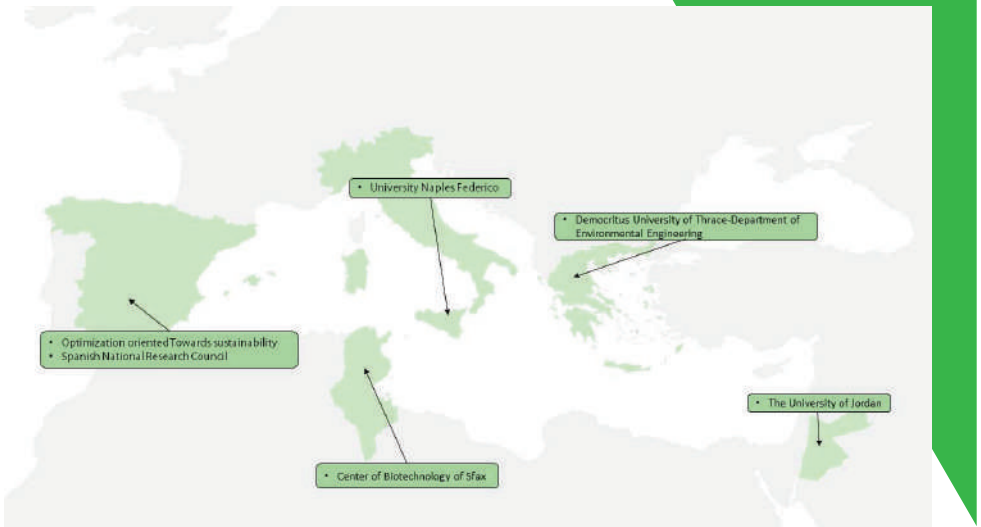 • University Naples Federico
• Democritus University of Thrace-Department of
Environmental Engineering
• Optimization oriented Towards sustainability
• Spanish National Research Council
• The University of Jordan
• Center of Biotechnology of Sfax